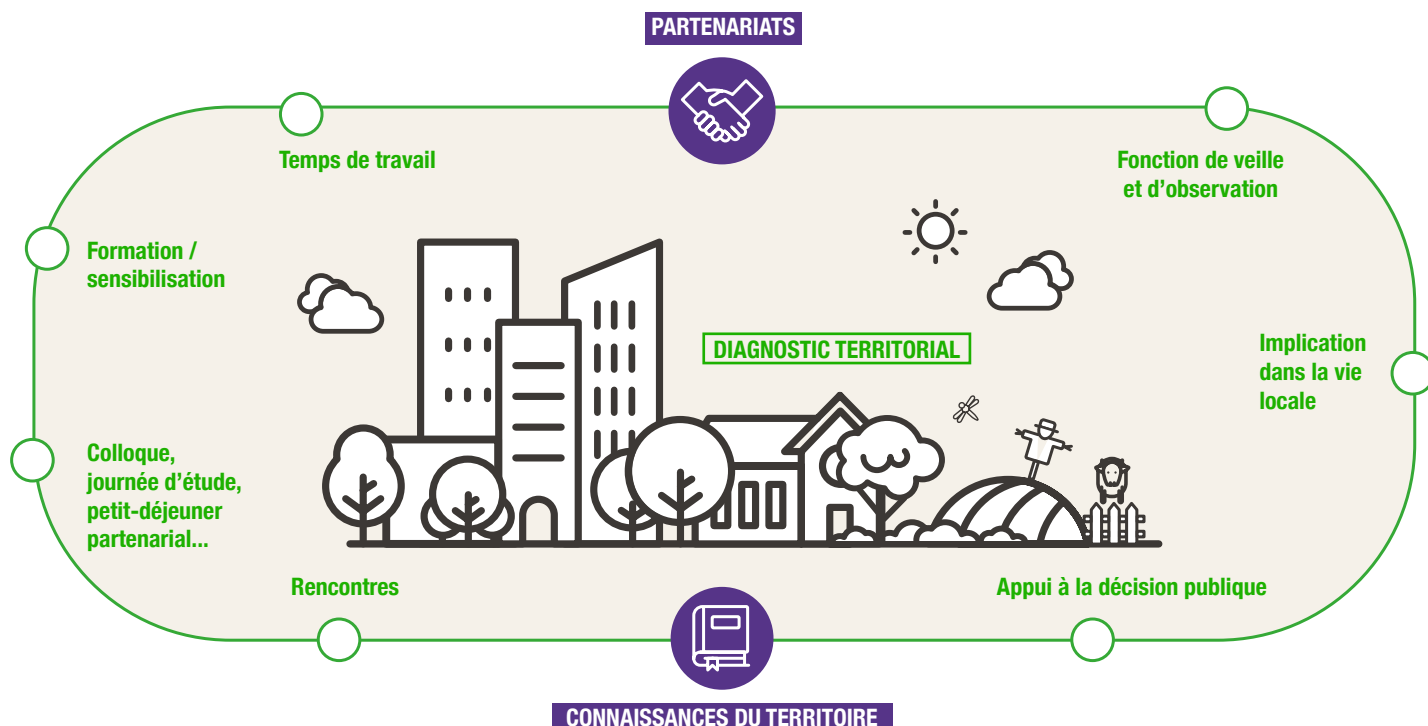 PARTENARIATS
Temps de travail
Fonction de veille
et d'observation
Formation /
sensibilisation
DIAGNOSTIC TERRITORIAL
Implication
dans la vie
locale
Colloque,
journée d'étude,
petit-déjeuner
partenarial...
Rencontres
Appui à la décision publique
CONNAISSANCES DU TERRITOIRE